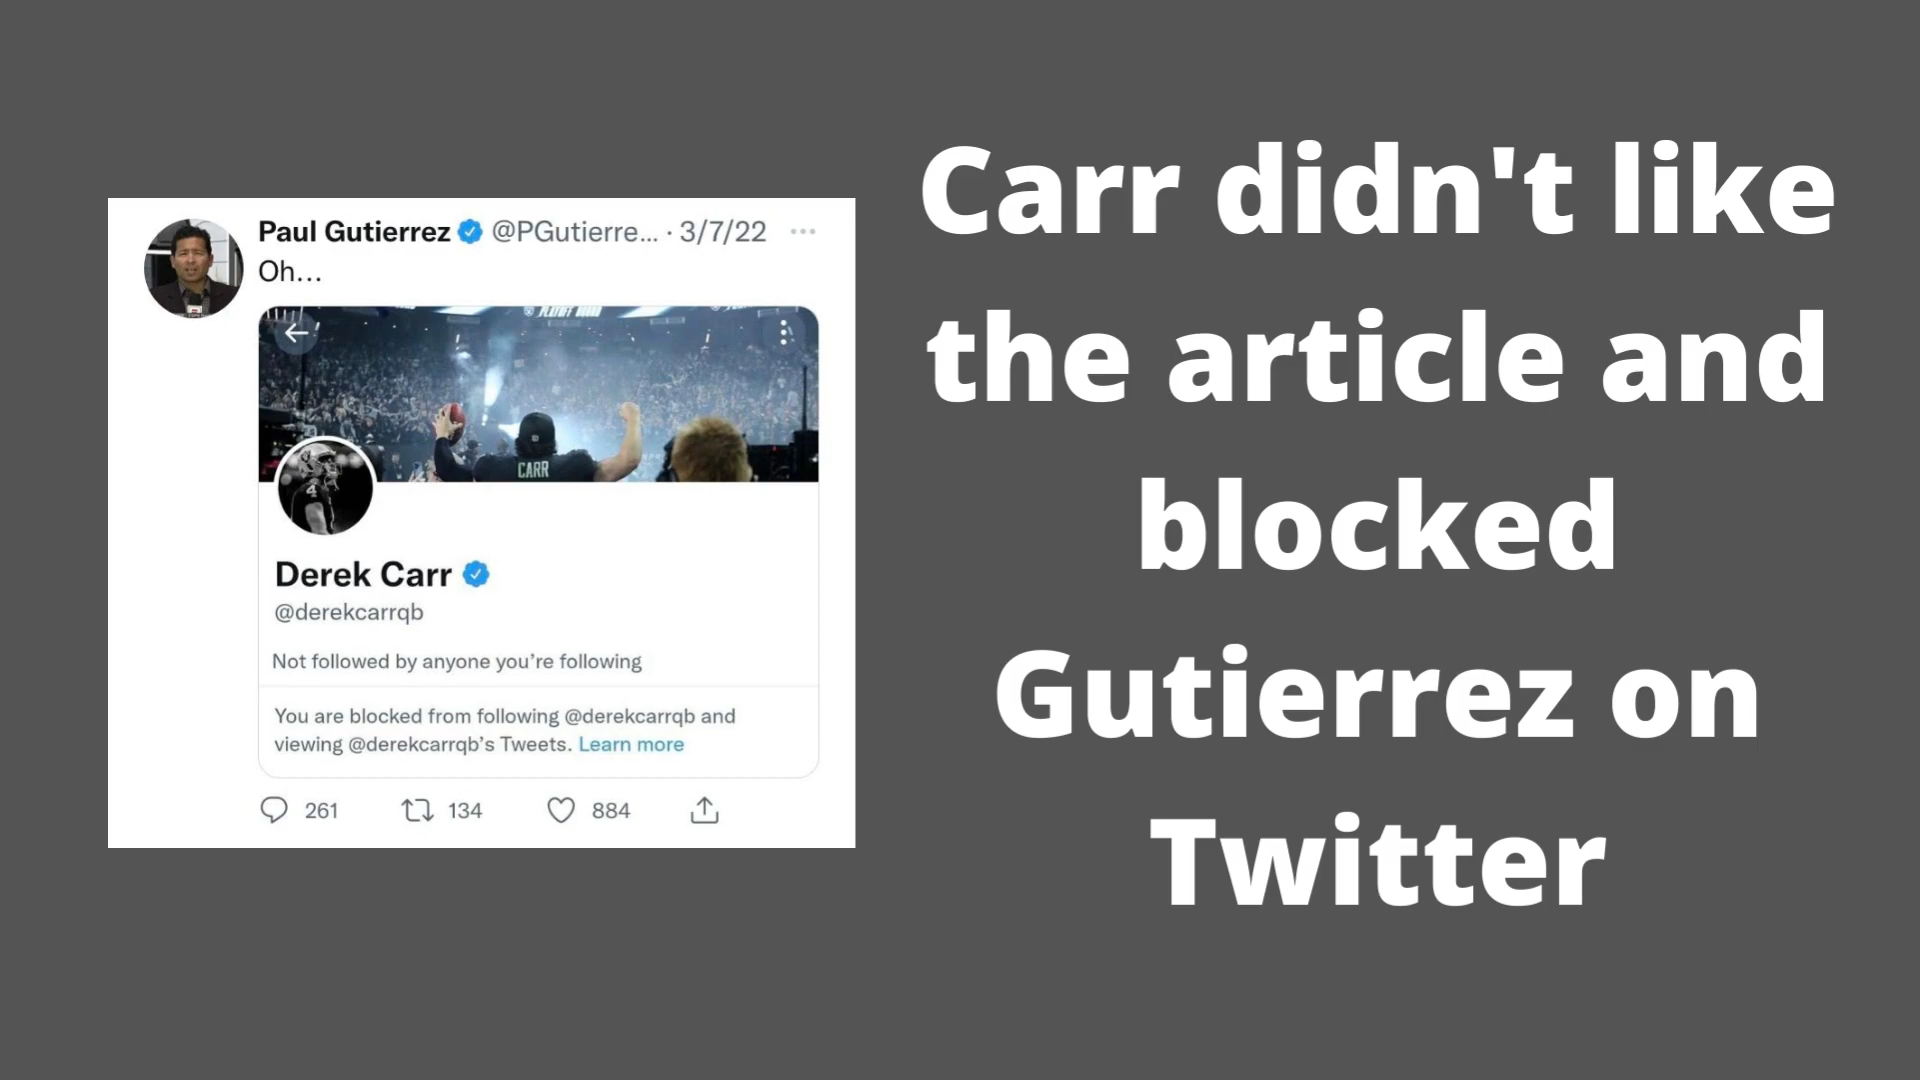 Paul Gutierrez @PGutierre... · 3/7/22
Oh...
CARR
4
Derek Carr
@derekcarrqb
Not followed by anyone you're following
You are blocked from following @derekcarrqb and
viewing @derekcarrqb's Tweets. Learn more
261 134 884
Carr didn't like
the article and
blocked
Gutierrez on
Twitter